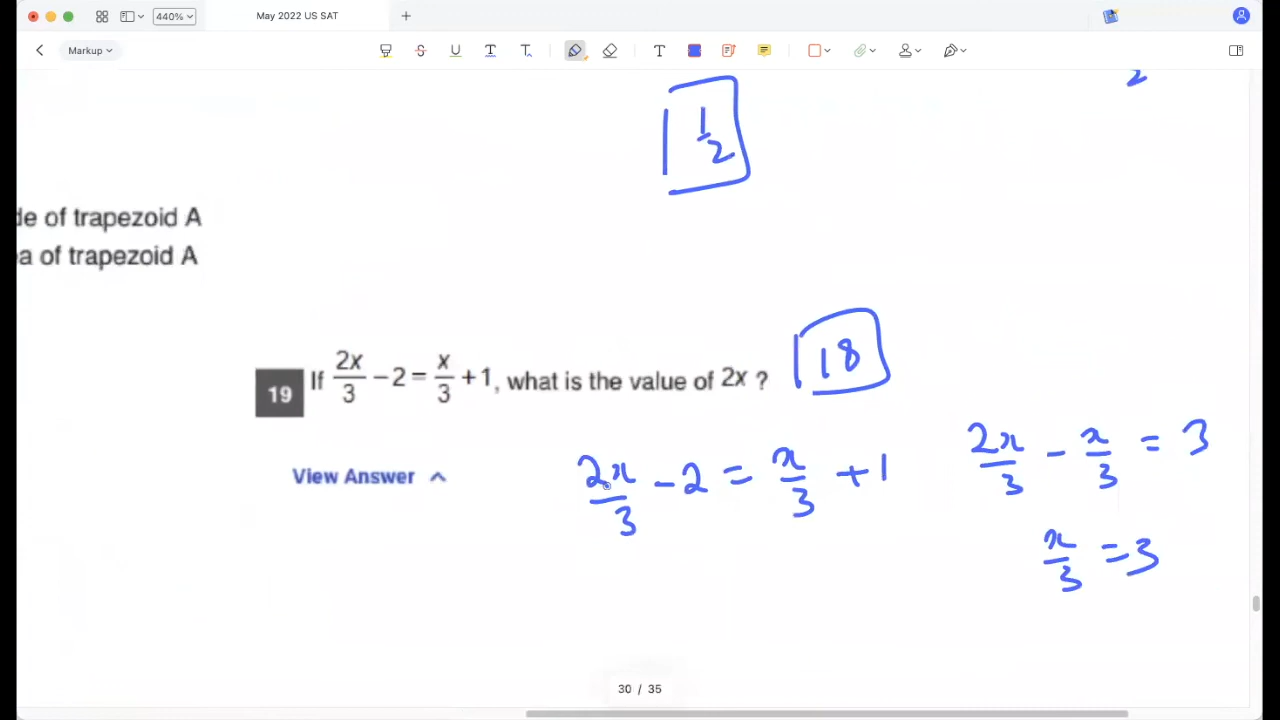 440%
May 2022 US SAT
Markup
2
1/2
de of trapezoid A
ea of trapezoid A
19 If 2x/3 − 2 = x/3 + 1, what is the value of 2x ?
18
View Answer
2x/3 − 2 = x/3 + 1
2x/3 − x/3 = 3
x/3 = 3
30 / 35